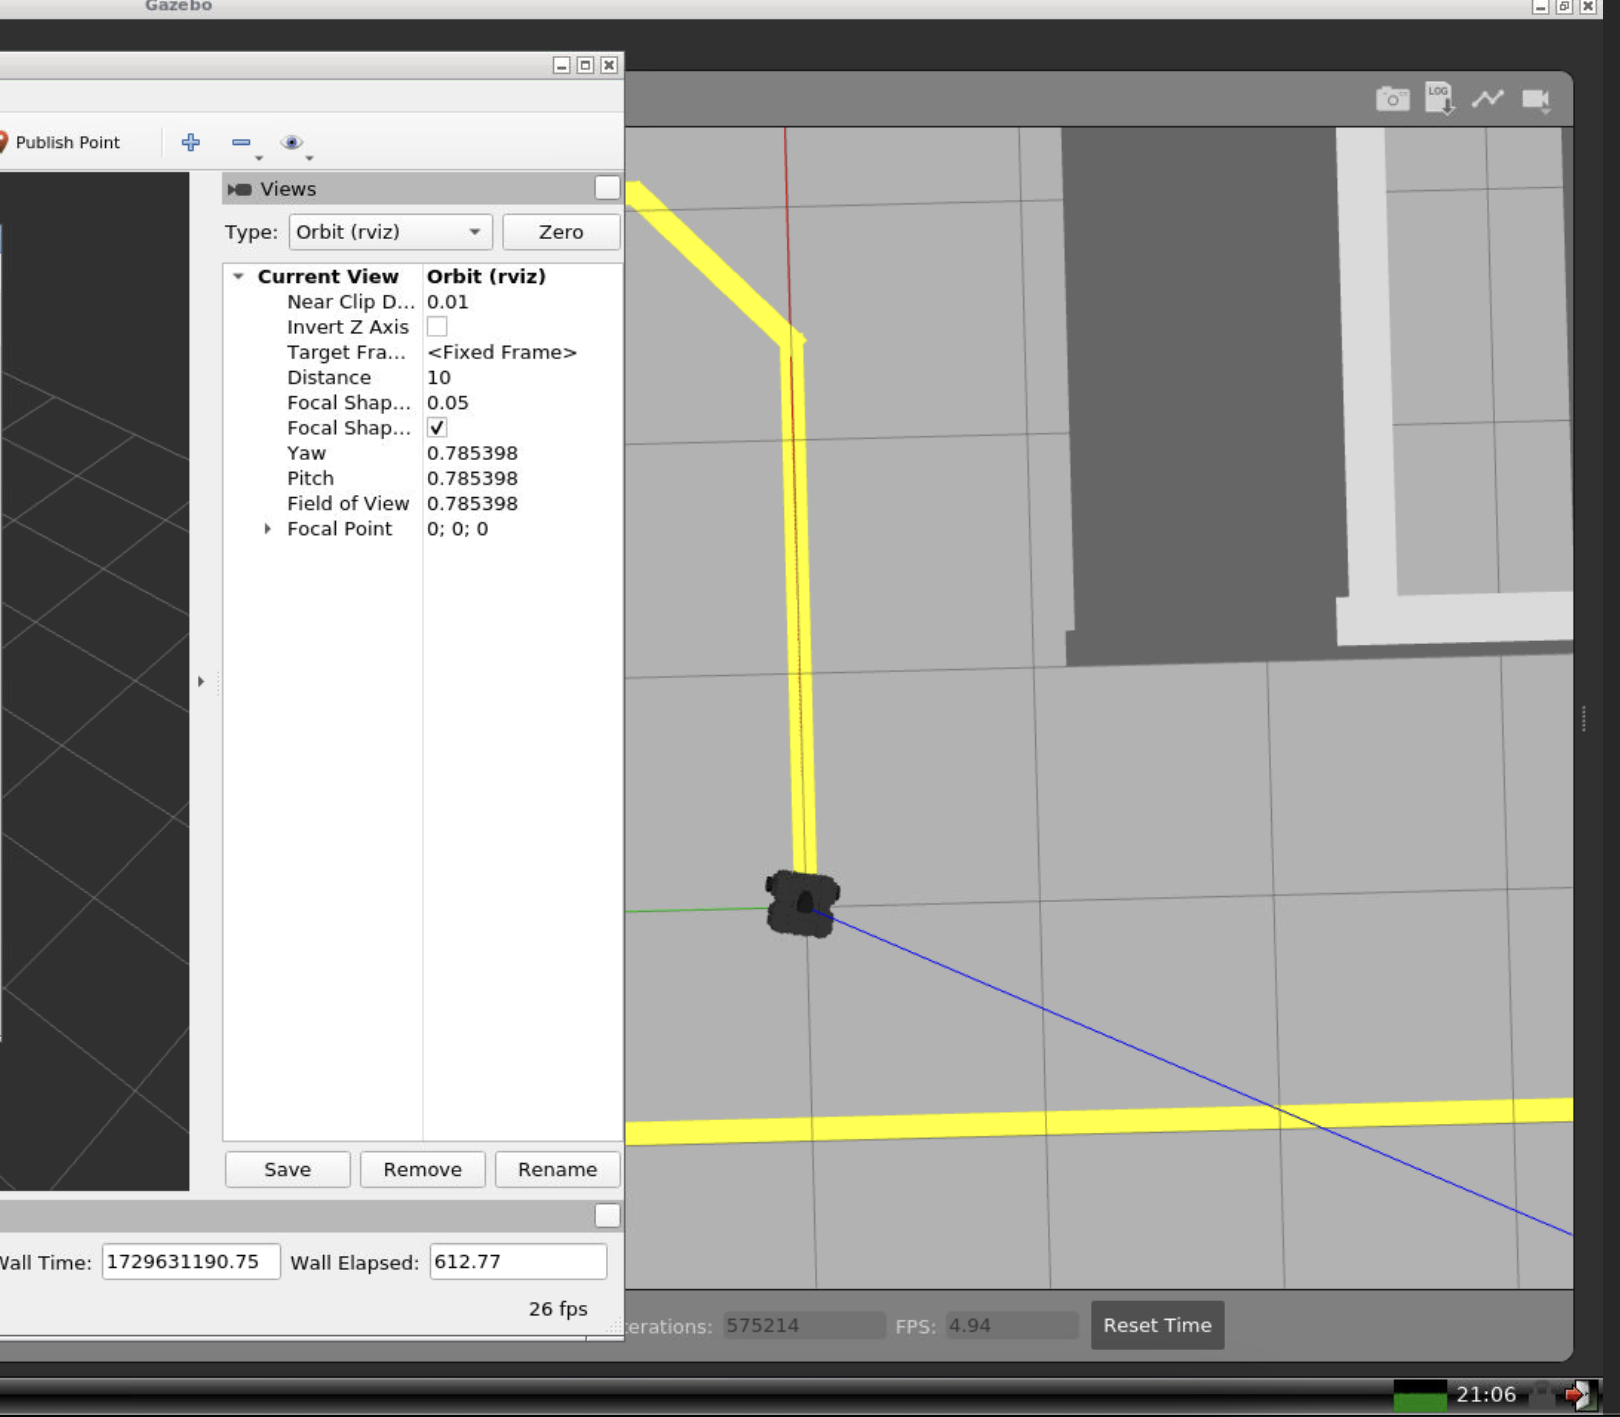 Gazebo
LOG
Publish Point
Views
Type: Orbit (rviz) Zero
Current View Orbit (rviz)
Near Clip D... 0.01
Invert Z Axis
Target Fra... <Fixed Frame>
Distance 10
Focal Shap... 0.05
Focal Shap... ✓
Yaw 0.785398
Pitch 0.785398
Field of View 0.785398
Focal Point 0; 0; 0
Save Remove Rename
Wall Time: 1729631190.75 Wall Elapsed: 612.77
26 fps
terations: 575214 FPS: 4.94 Reset Time
21:06